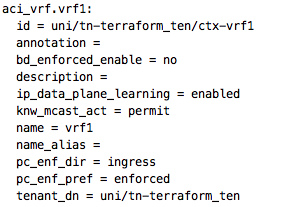 aci_vrf.vrf1:
id = uni/tn-terraform_ten/ctx-vrf1
annotation =
bd_enforced_enable = no
description =
ip_data_plane_learning = enabled
knw_mcast_act = permit
name = vrf1
name_alias =
pc_enf_dir = ingress
pc_enf_pref = enforced
tenant_dn = uni/tn-terraform_ten